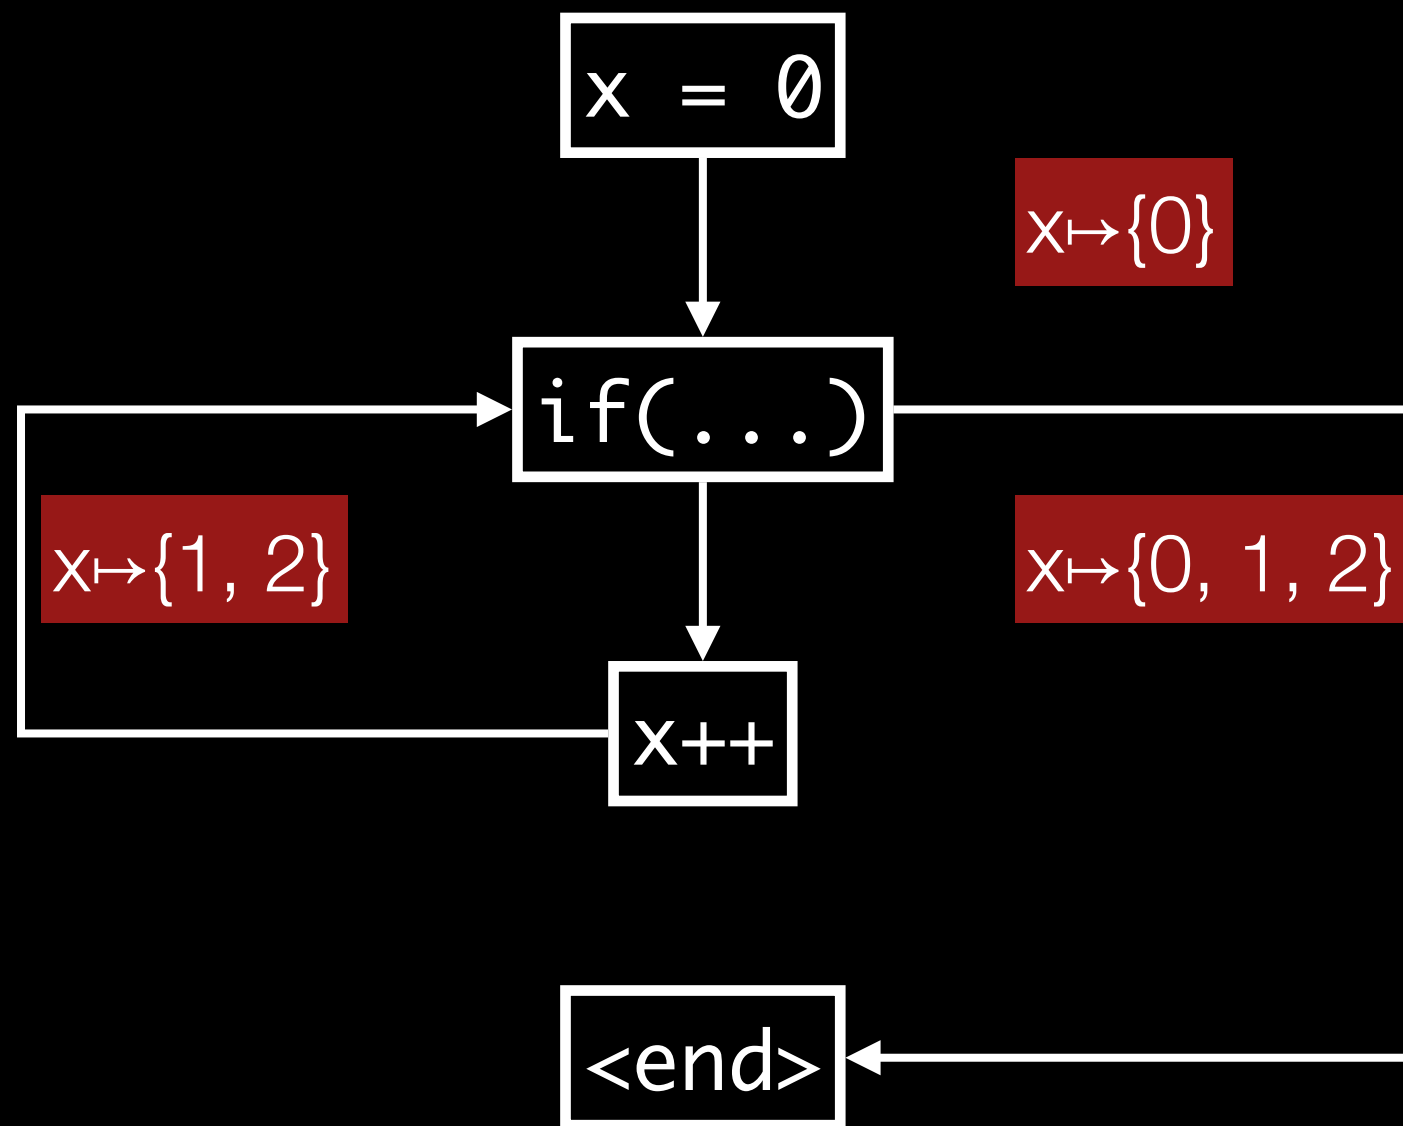 x = 0
x↦{0}
if(...)
x↦{1, 2}
x↦{0, 1, 2}
x++
<end>